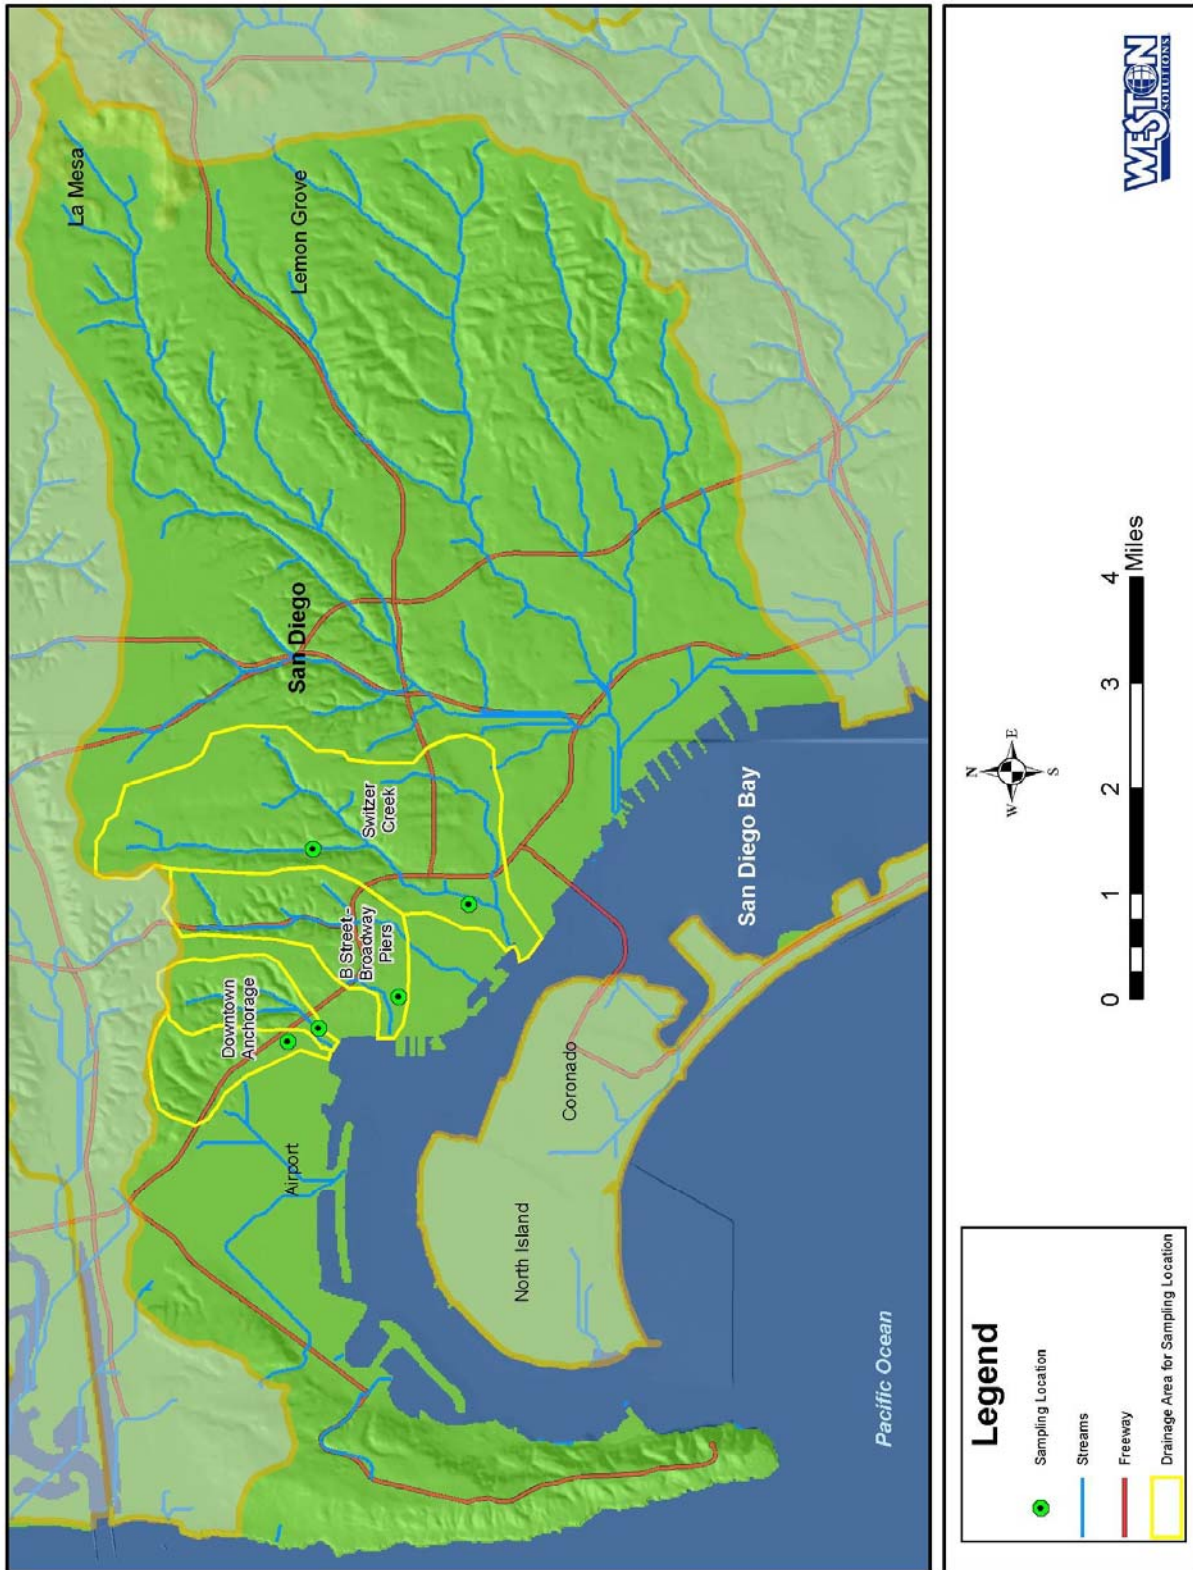 La Mesa
Lemon Grove
San Diego
Switzer
Creek
B Street -
Broadway
Piers
Downtown
Anchorage
Airport
San Diego Bay
Coronado
North Island
Pacific Ocean
Legend
Sampling Location
Streams
Freeway
Drainage Area for Sampling Location
N
W
E
S
0
1
2
3
4
Miles
WESTON
SOLUTIONS